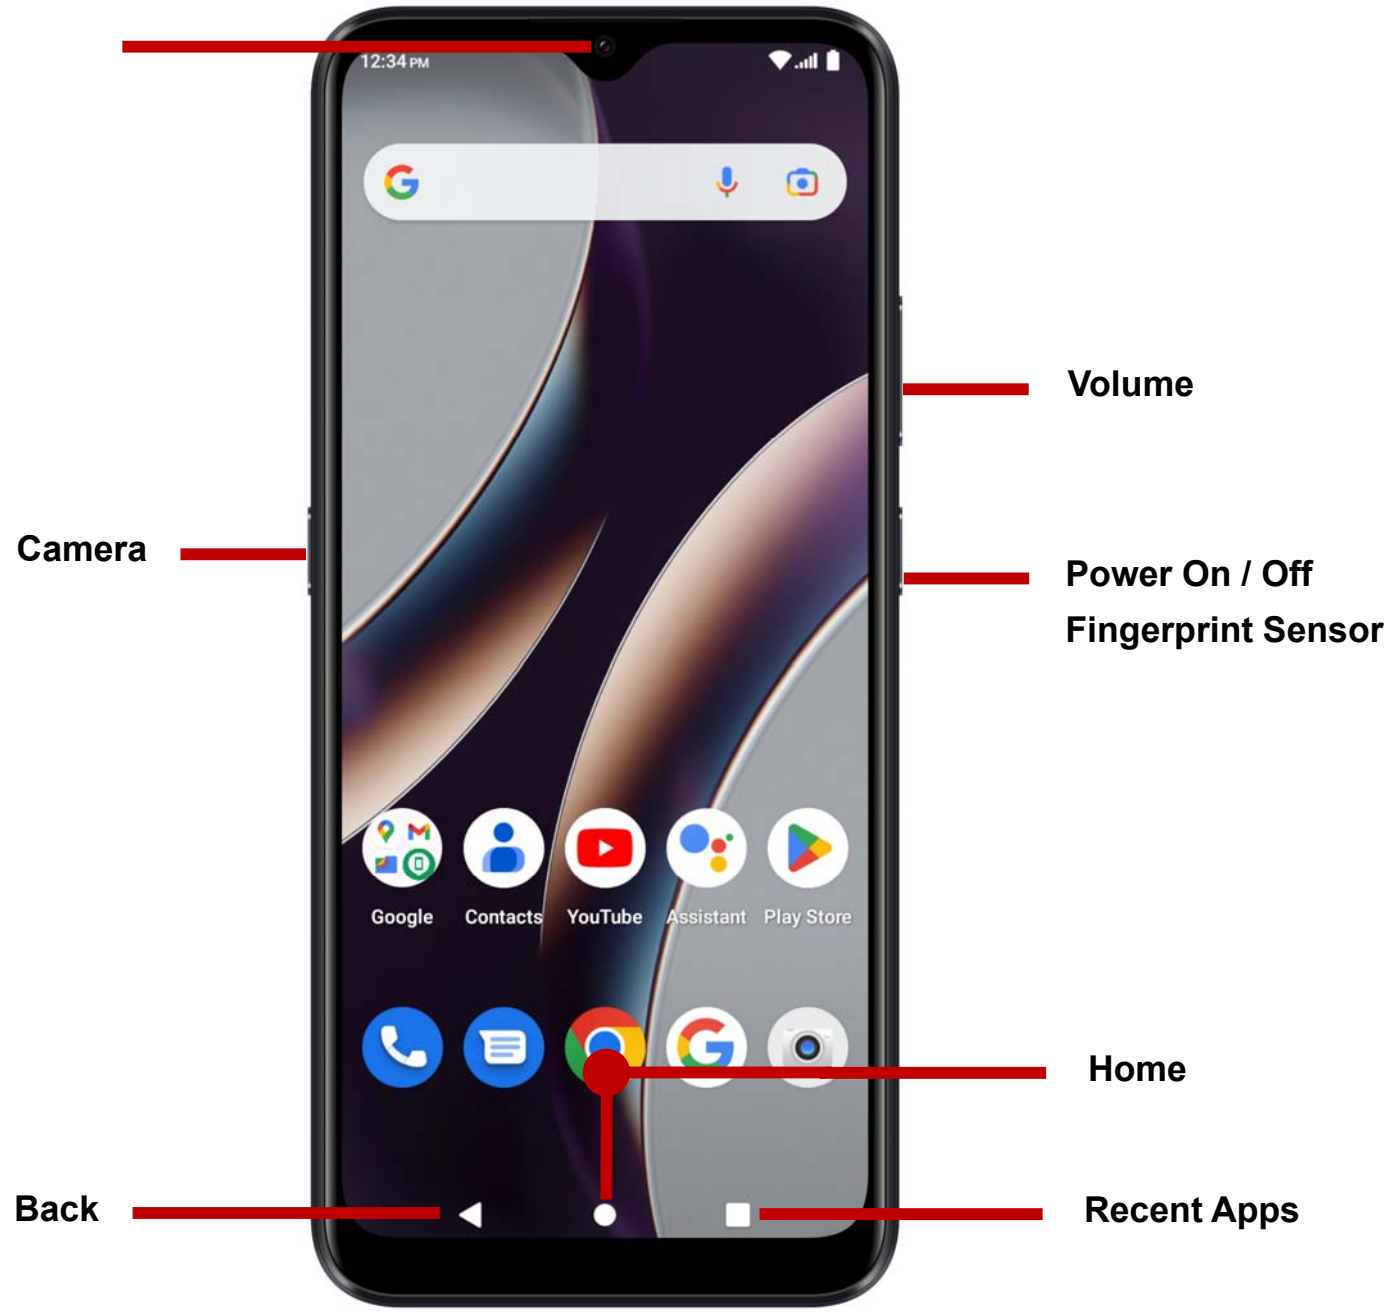 12:34 PM
Volume
Camera
Power On / Off
Fingerprint Sensor
Google Contacts YouTube Assistant Play Store
Home
Back
Recent Apps